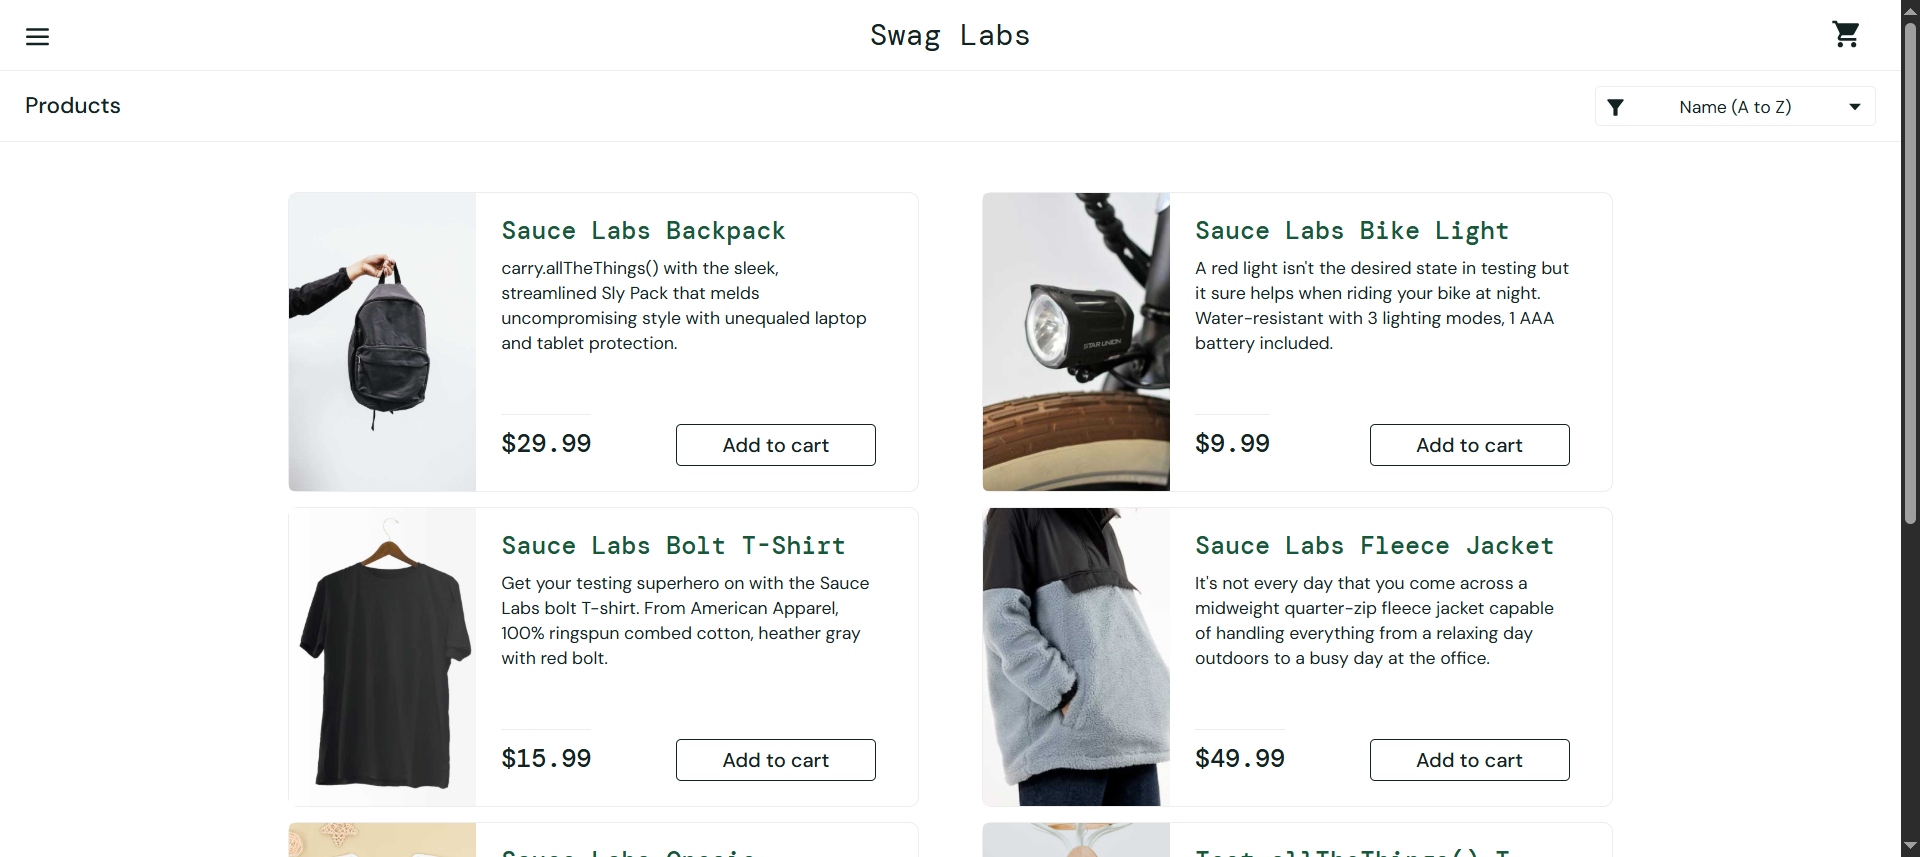 Swag Labs
Products
Name (A to Z)
Sauce Labs Backpack
carry.allTheThings() with the sleek,
streamlined Sly Pack that melds
uncompromising style with unequaled laptop
and tablet protection.
$29.99
Add to cart
Sauce Labs Bike Light
A red light isn't the desired state in testing but
it sure helps when riding your bike at night.
Water-resistant with 3 lighting modes, 1 AAA
battery included.
STAR UNION
$9.99
Add to cart
Sauce Labs Bolt T-Shirt
Get your testing superhero on with the Sauce
Labs bolt T-shirt. From American Apparel,
100% ringspun combed cotton, heather gray
with red bolt.
$15.99
Add to cart
Sauce Labs Fleece Jacket
It's not every day that you come across a
midweight quarter-zip fleece jacket capable
of handling everything from a relaxing day
outdoors to a busy day at the office.
$49.99
Add to cart
Sauce Labs Onesie
Test.allTheThings() T